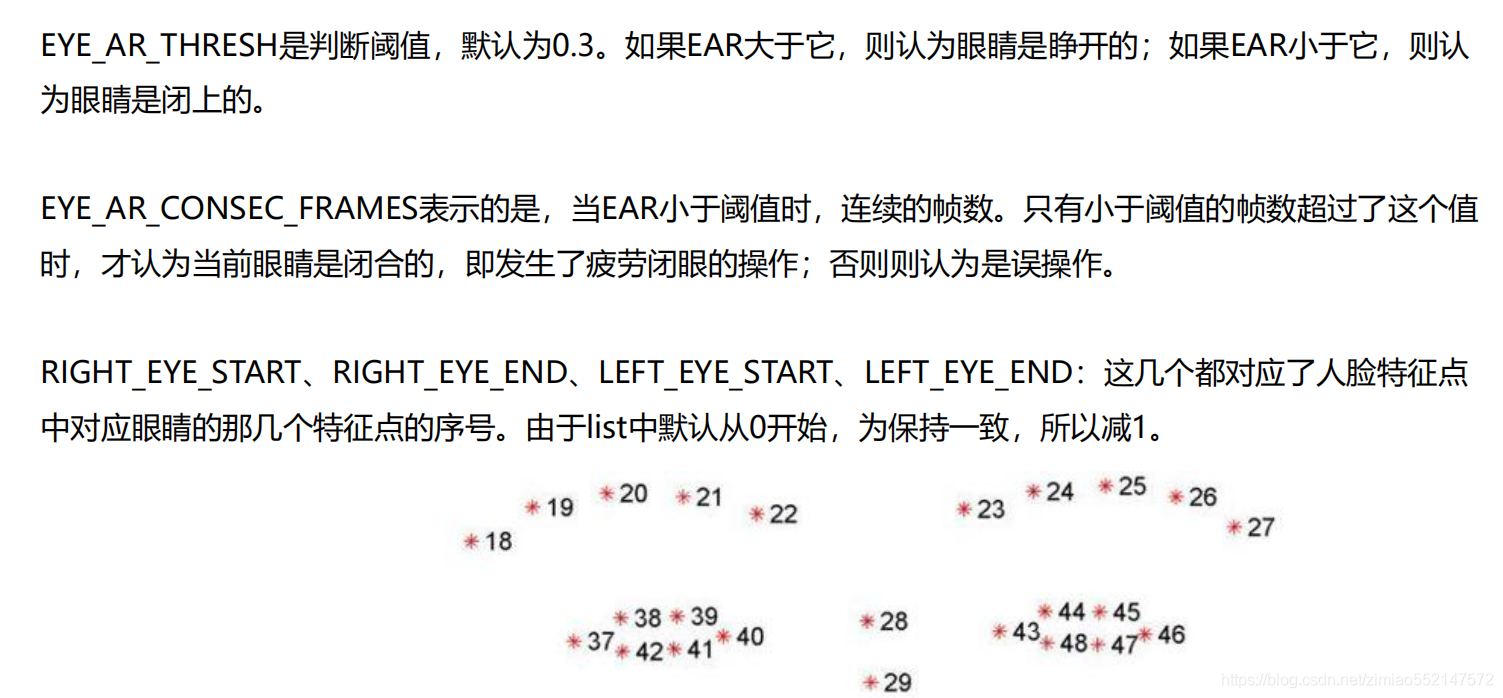 EYE_AR_THRESH是判断阈值，默认为0.3。如果EAR大于它，则认为眼睛是睁开的；如果EAR小于它，则认
为眼睛是闭上的。
EYE_AR_CONSEC_FRAMES表示的是，当EAR小于阈值时，连续的帧数。只有小于阈值的帧数超过了这个值
时，才认为当前眼睛是闭合的，即发生了疲劳闭眼的操作；否则则认为是误操作。
RIGHT_EYE_START、RIGHT_EYE_END、LEFT_EYE_START、LEFT_EYE_END：这几个都对应了人脸特征点
中对应眼睛的那几个特征点的序号。由于list中默认从0开始，为保持一致，所以减1。
18 19 20 21 22 23 24 25 26 27
38 39 44 45
37 40 28 43 46
42 41 48 47
29
https://blog.csdn.net/zimiao552147572